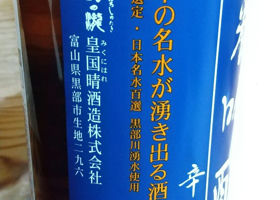 辛
の名水が湧き出る酒
選定・日本名水百選 黒部川湧水使用
皇国晴酒造株式会社
みくにはれ
富山県黒部市生地二九六